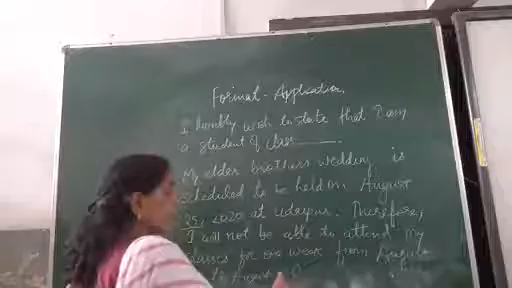 Formal - Application.
I humbly wish to state that I am
a student of class
My elder brothers wedding is
scheduled to be held on August
25, 2020 at Udaipur. Therefore,
I will not be able to attend my
classes for one week from August
to August